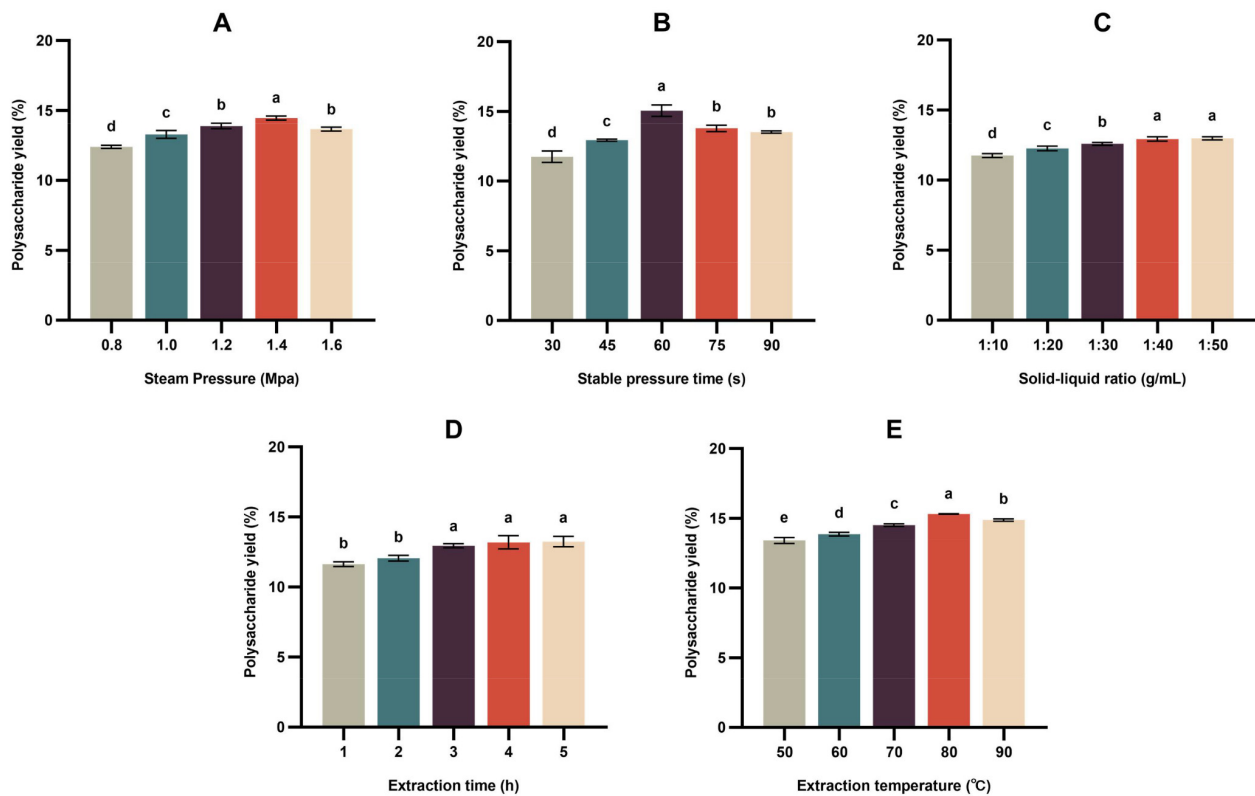 A
Polysaccharide yield (%)
20
15
10
5
0
d
c
b
a
b
0.8 1.0 1.2 1.4 1.6
Steam Pressure (Mpa)
B
Polysaccharide yield (%)
20
15
10
5
0
d
c
a
b
b
30 45 60 75 90
Stable pressure time (s)
C
Polysaccharide yield (%)
20
15
10
5
0
d
c
b
a
a
1:10 1:20 1:30 1:40 1:50
Solid-liquid ratio (g/mL)
D
Polysaccharide yield (%)
20
15
10
5
0
b
b
a
a
a
1 2 3 4 5
Extraction time (h)
E
Polysaccharide yield (%)
20
15
10
5
0
e
d
c
a
b
50 60 70 80 90
Extraction temperature (℃)